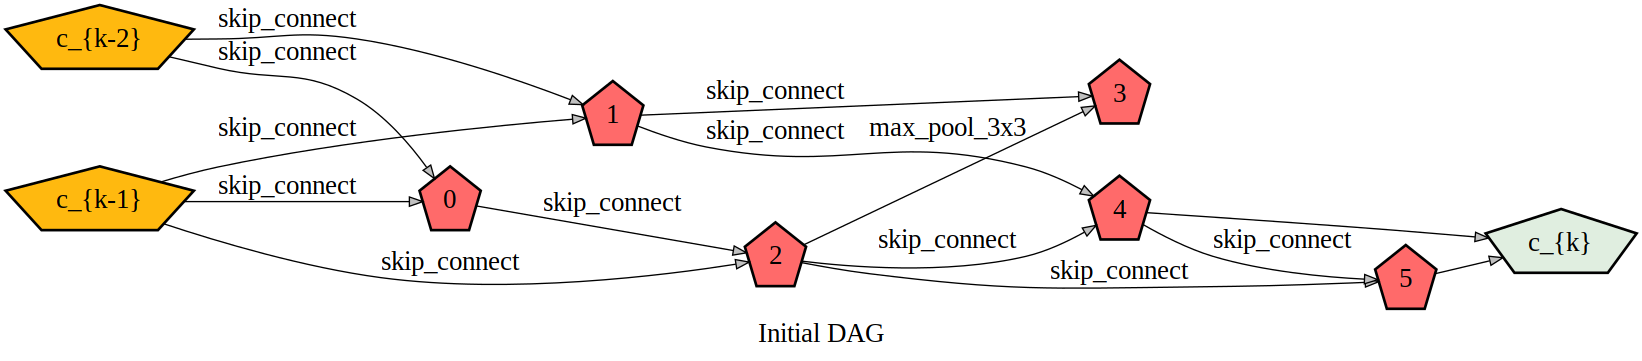 skip_connect
c_{k-2}
skip_connect
skip_connect
c_{k-1}
skip_connect
skip_connect
1
skip_connect
skip_connect
max_pool_3x3
3
0
skip_connect
2
skip_connect
skip_connect
4
skip_connect
5
c_{k}
Initial DAG